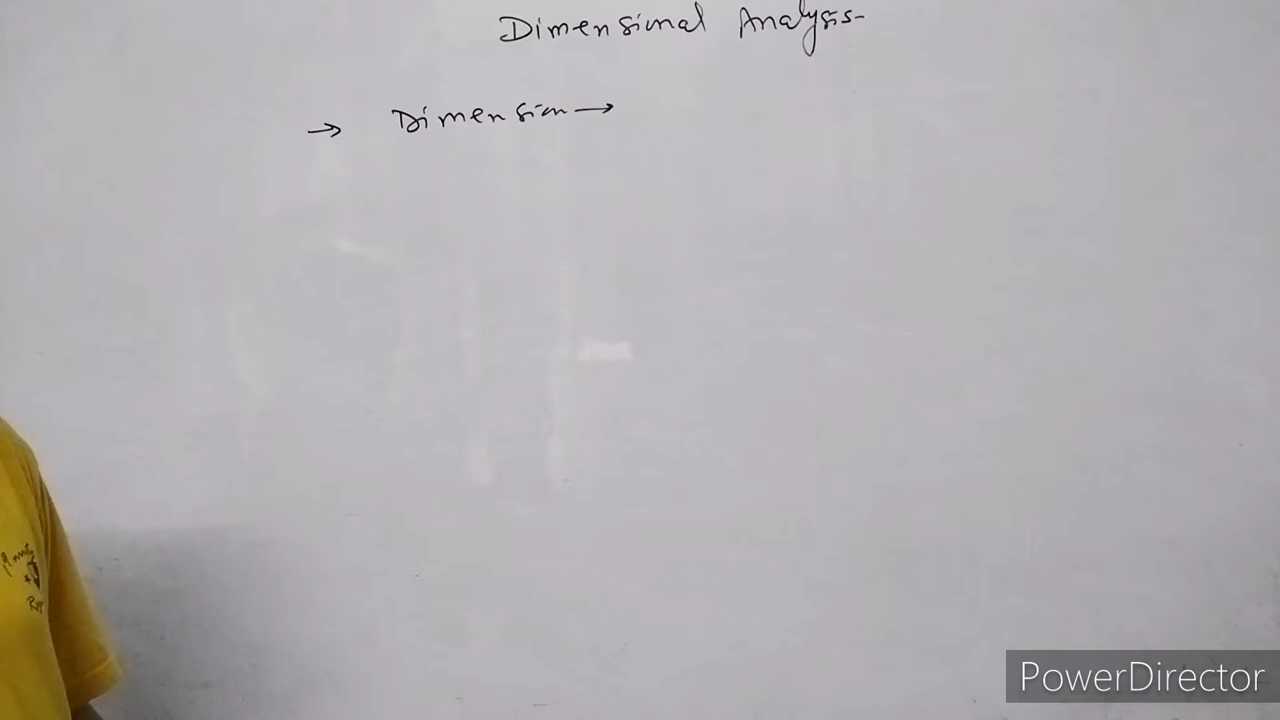 Dimensional Analysis-
→ Dimension →
PowerDirector